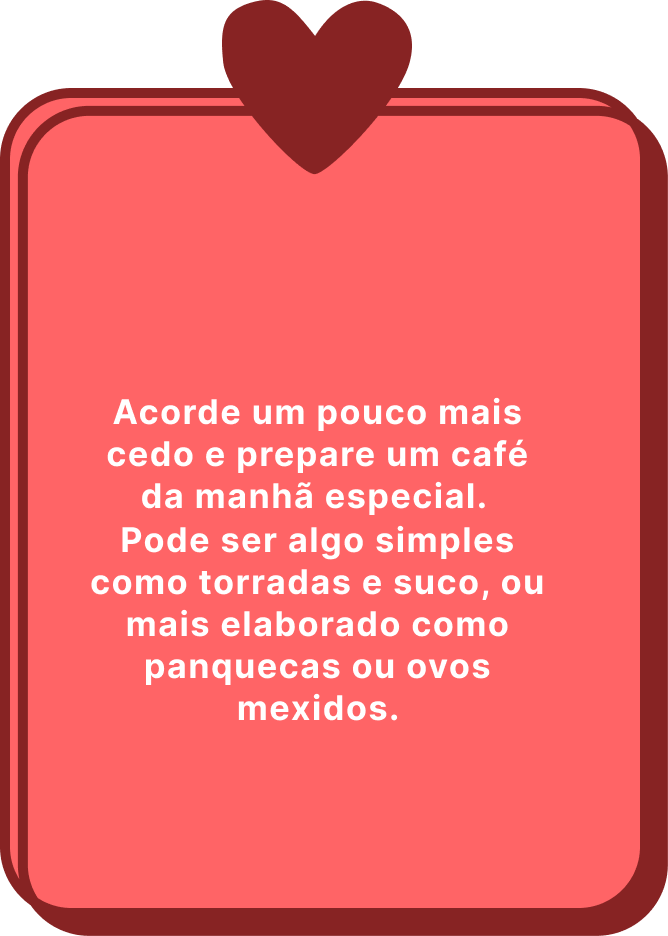 Acorde um pouco mais
cedo e prepare um café
da manhã especial.
Pode ser algo simples
como torradas e suco, ou
mais elaborado como
panquecas ou ovos
mexidos.